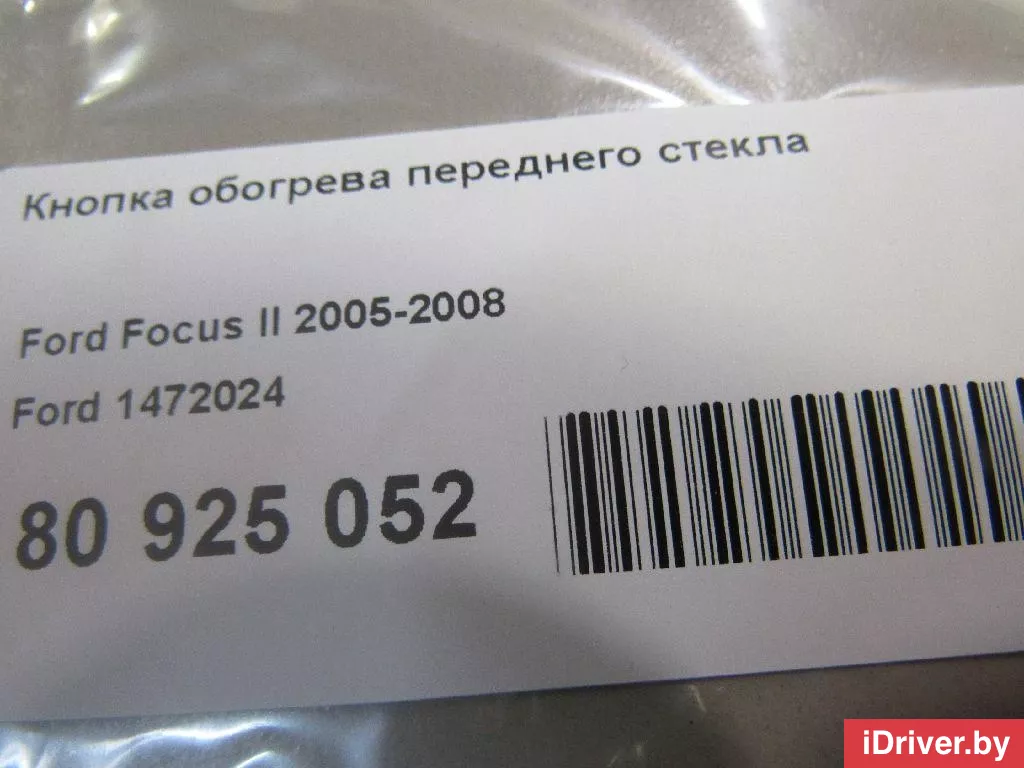 Кнопка обогрева переднего стекла
Ford Focus II 2005-2008
Ford 1472024
80 925 052
iDriver.by